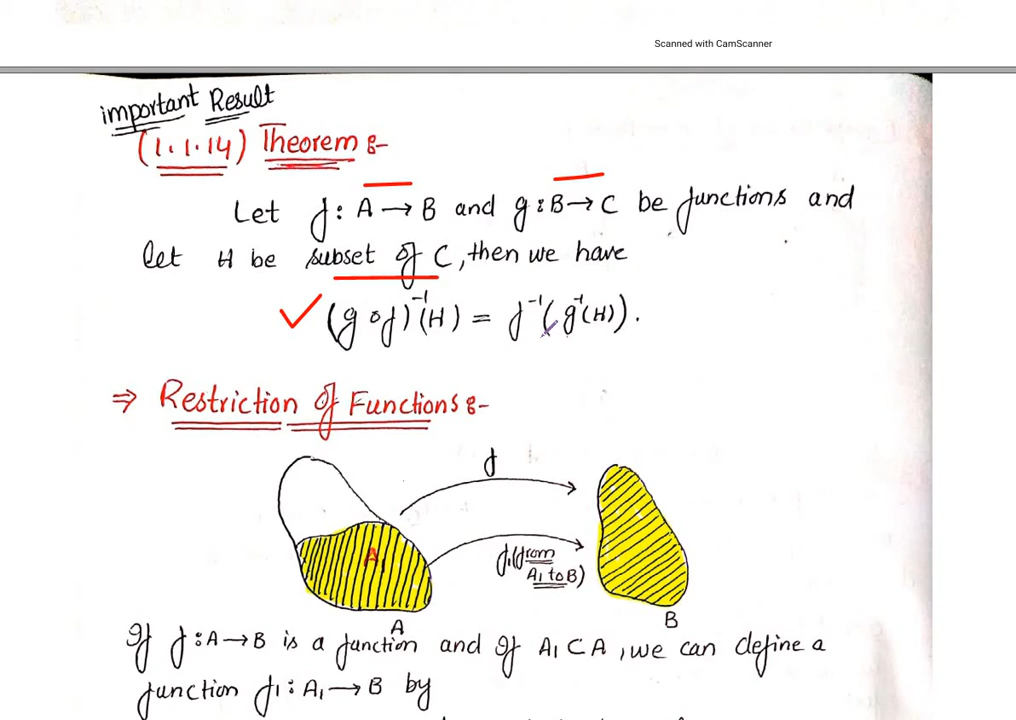 Scanned with CamScanner
important Result
(1.1.14) Theorem :-
Let f : A → B and g : B → C be functions and
let H be subset of C, then we have
(g o f)⁻¹(H) = f⁻¹(g⁻¹(H)).
⇒ Restriction Of Functions :-
f
A₁
f₁(from
A₁ to B)
A
B
If f : A → B is a function and If A₁ ⊂ A, we can define a
function f₁ : A₁ → B by